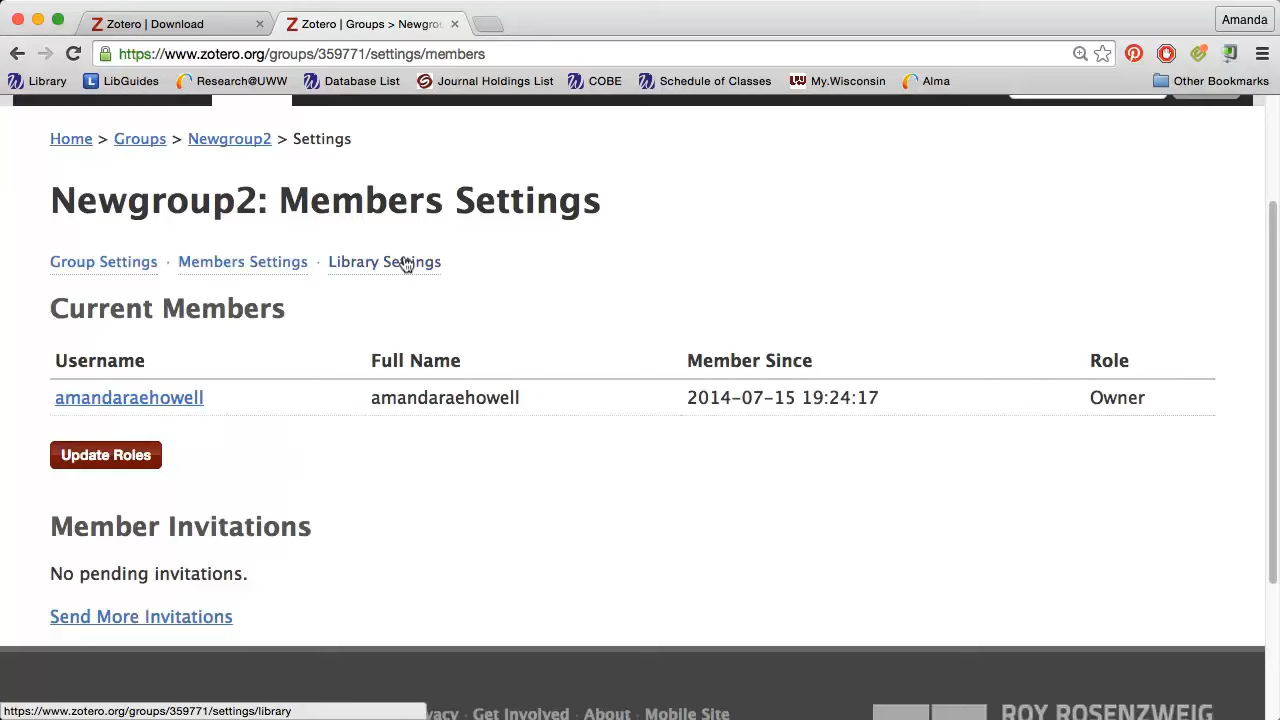 Zotero | Download
Zotero | Groups > Newgrou
Amanda
https://www.zotero.org/groups/359771/settings/members
Library
LibGuides
Research@UWW
Database List
Journal Holdings List
COBE
Schedule of Classes
My.Wisconsin
Alma
Other Bookmarks
Home > Groups > Newgroup2 > Settings
Newgroup2: Members Settings
Group Settings · Members Settings · Library Settings
Current Members
Username Full Name Member Since Role
amandaraehowell amandaraehowell 2014-07-15 19:24:17 Owner
Update Roles
Member Invitations
No pending invitations.
Send More Invitations
https://www.zotero.org/groups/359771/settings/library
vacy · Get Involved · About · Mobile Site
ROY ROSENZWEIG